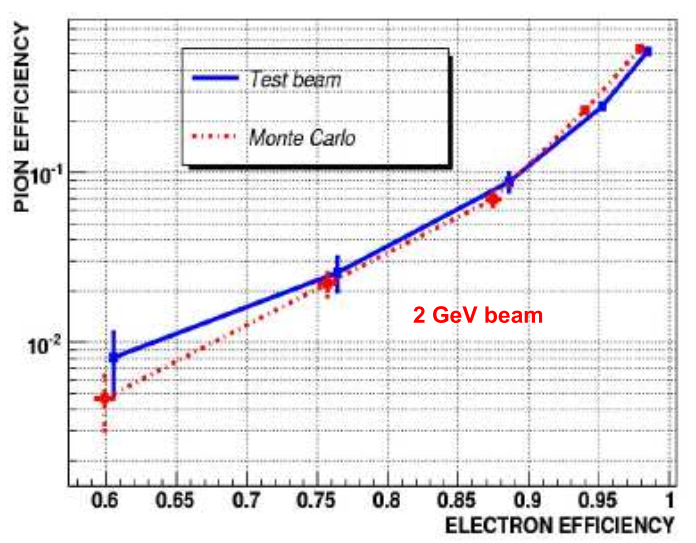 PION EFFICIENCY
Test beam
Monte Carlo
10-1
2 GeV beam
10-2
0.6 0.65 0.7 0.75 0.8 0.85 0.9 0.95 1
ELECTRON EFFICIENCY